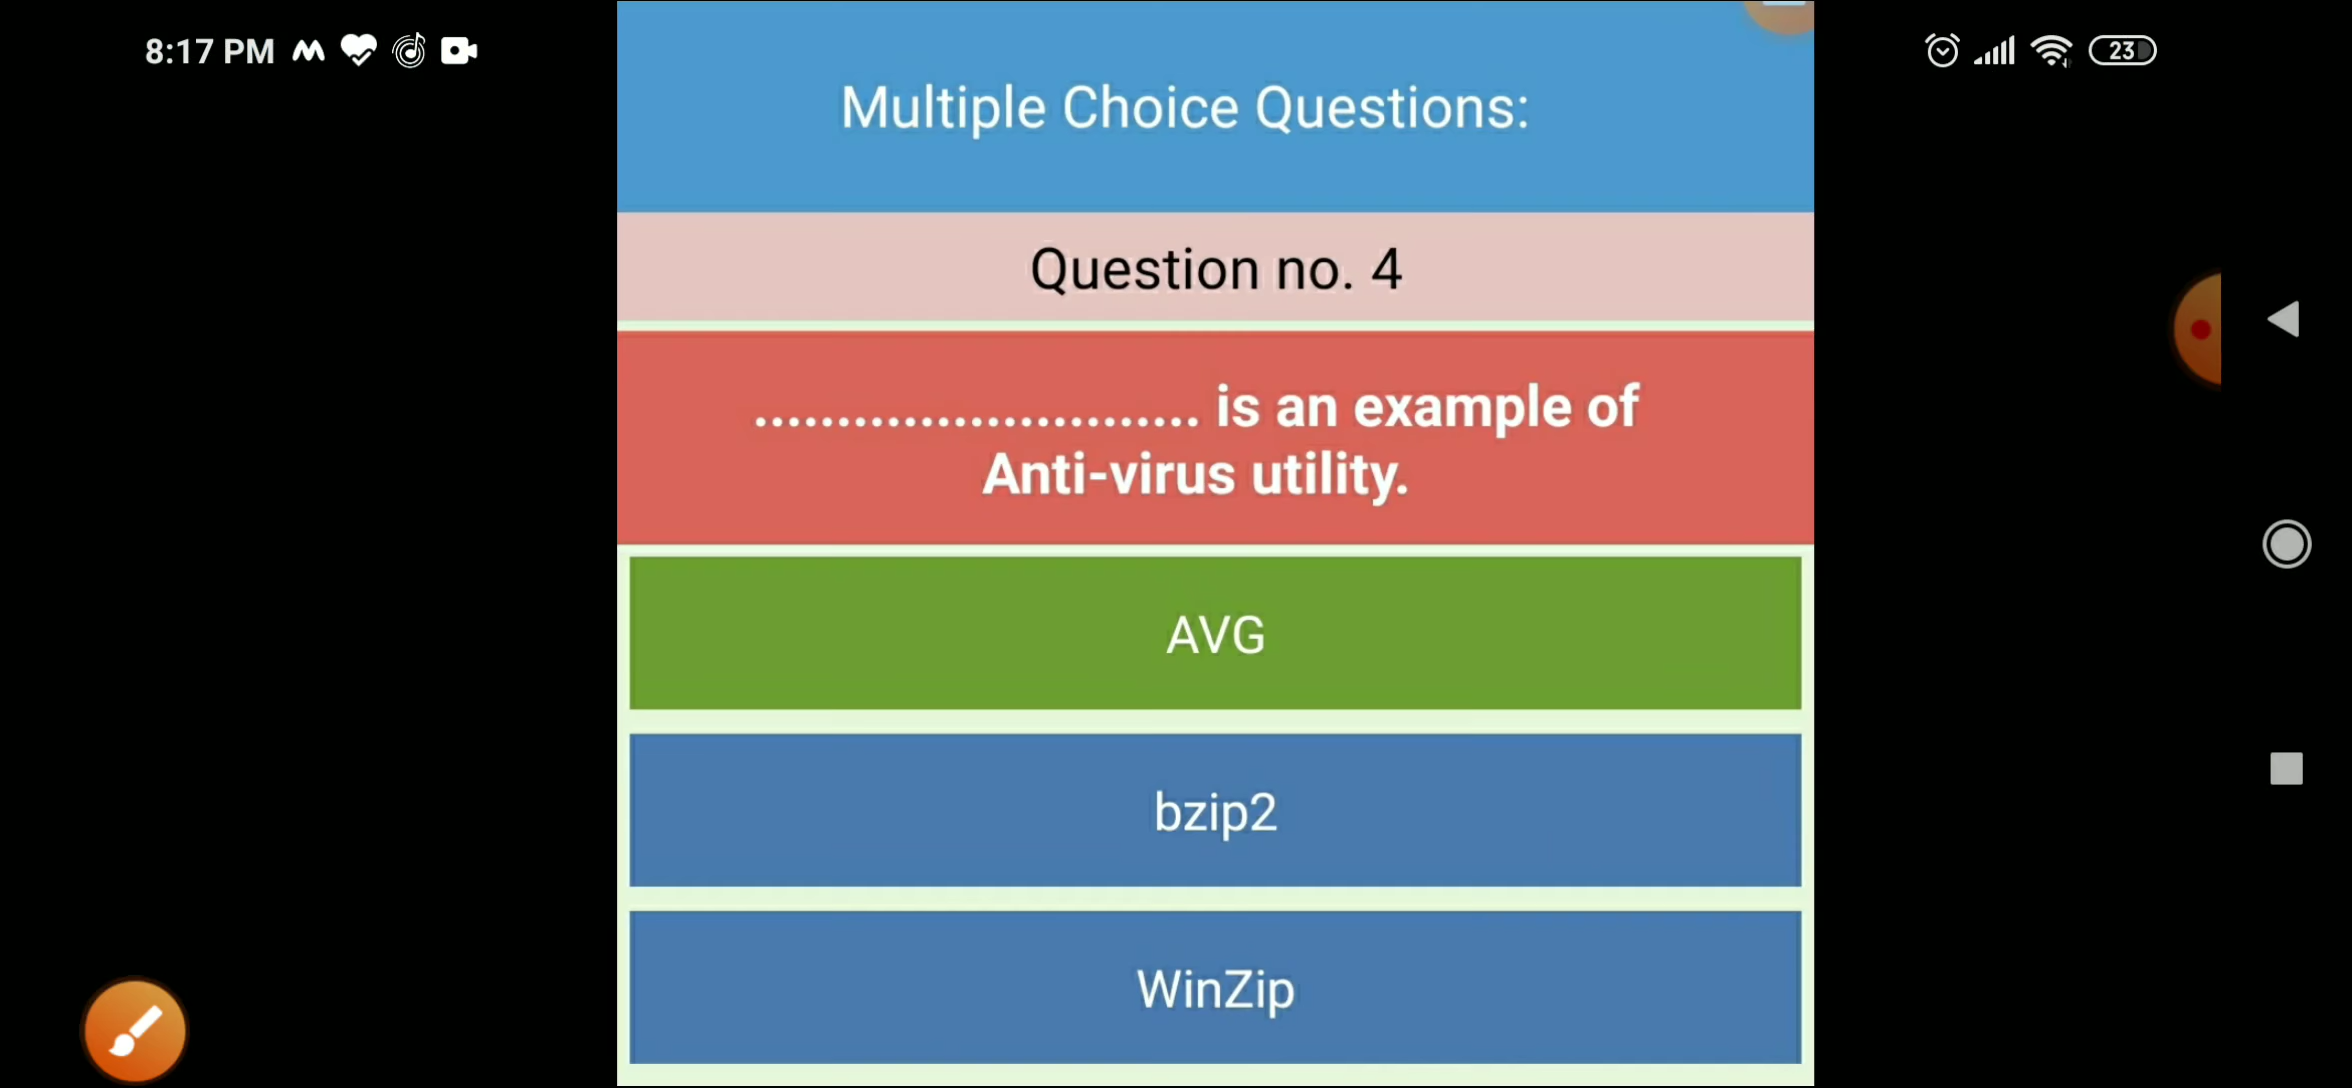 8:17 PM
23
Multiple Choice Questions:
Question no. 4
........................... is an example of
Anti-virus utility.
AVG
bzip2
WinZip